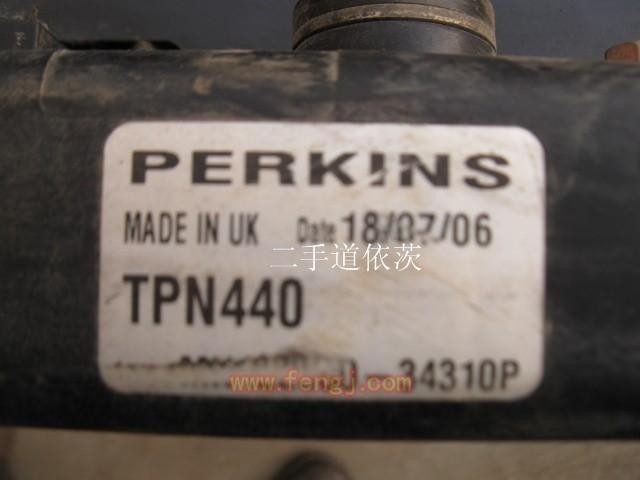 PERKINS
MADE IN UK Date 18/07/06
二手道依茨
TPN440
34310P
www.fengj.com